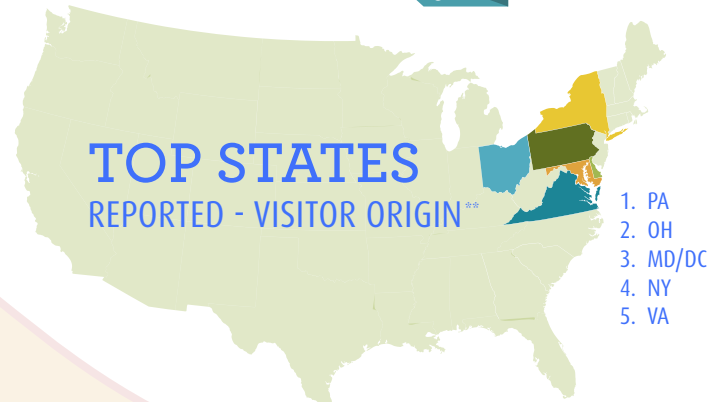 TOP STATES
REPORTED - VISITOR ORIGIN**
1. PA
2. OH
3. MD/DC
4. NY
5. VA